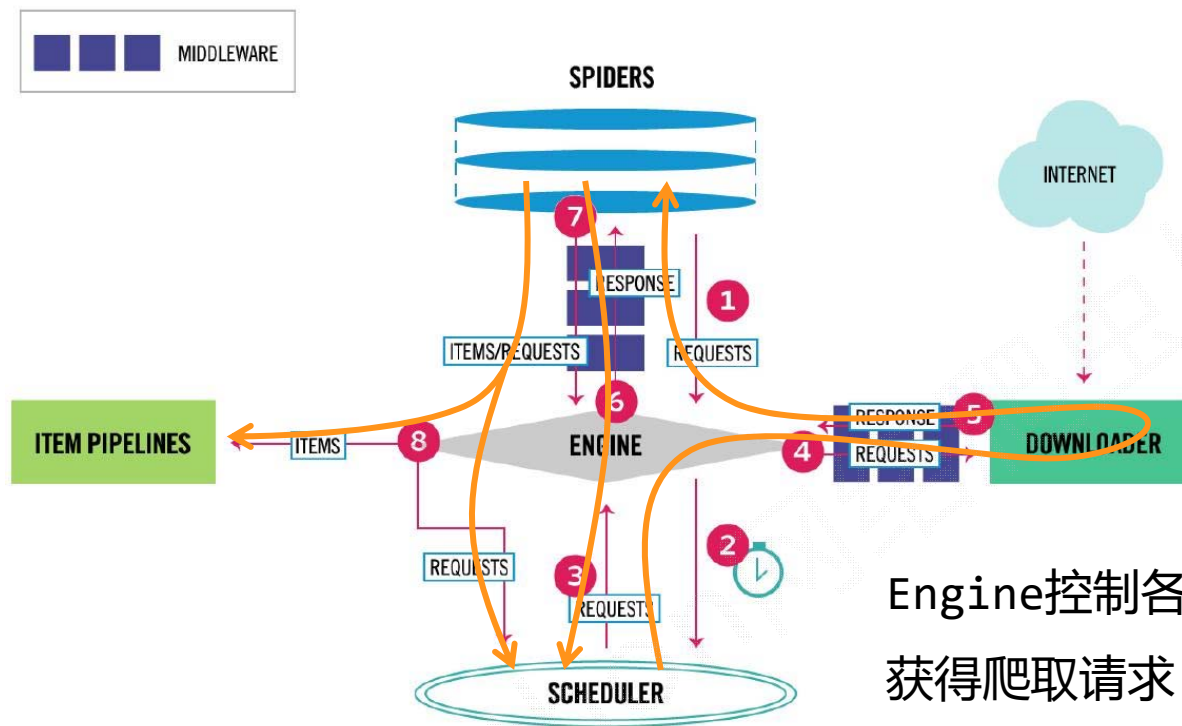 MIDDLEWARE
SPIDERS
INTERNET
7
RESPONSE
1
ITEMS/REQUESTS
REQUESTS
6
5
RESPONSE
ITEM PIPELINES
ITEMS
8
ENGINE
4
REQUESTS
DOWNLOADER
2
REQUESTS
3
REQUESTS
Engine控制各
获得爬取请求
SCHEDULER